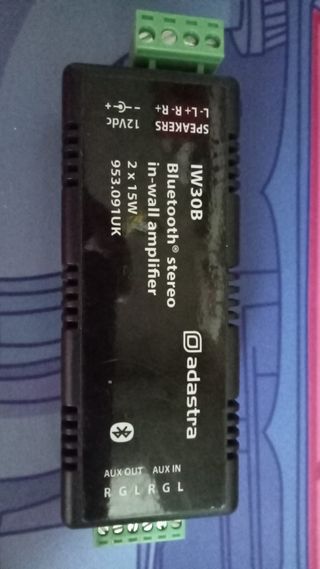 SPEAKERS
L- L+ R- R+
12Vdc
- +
IW30B
Bluetooth® stereo
in-wall amplifier
2 x 15W
953.091UK
adastra
AUX OUT AUX IN
R G L R G L